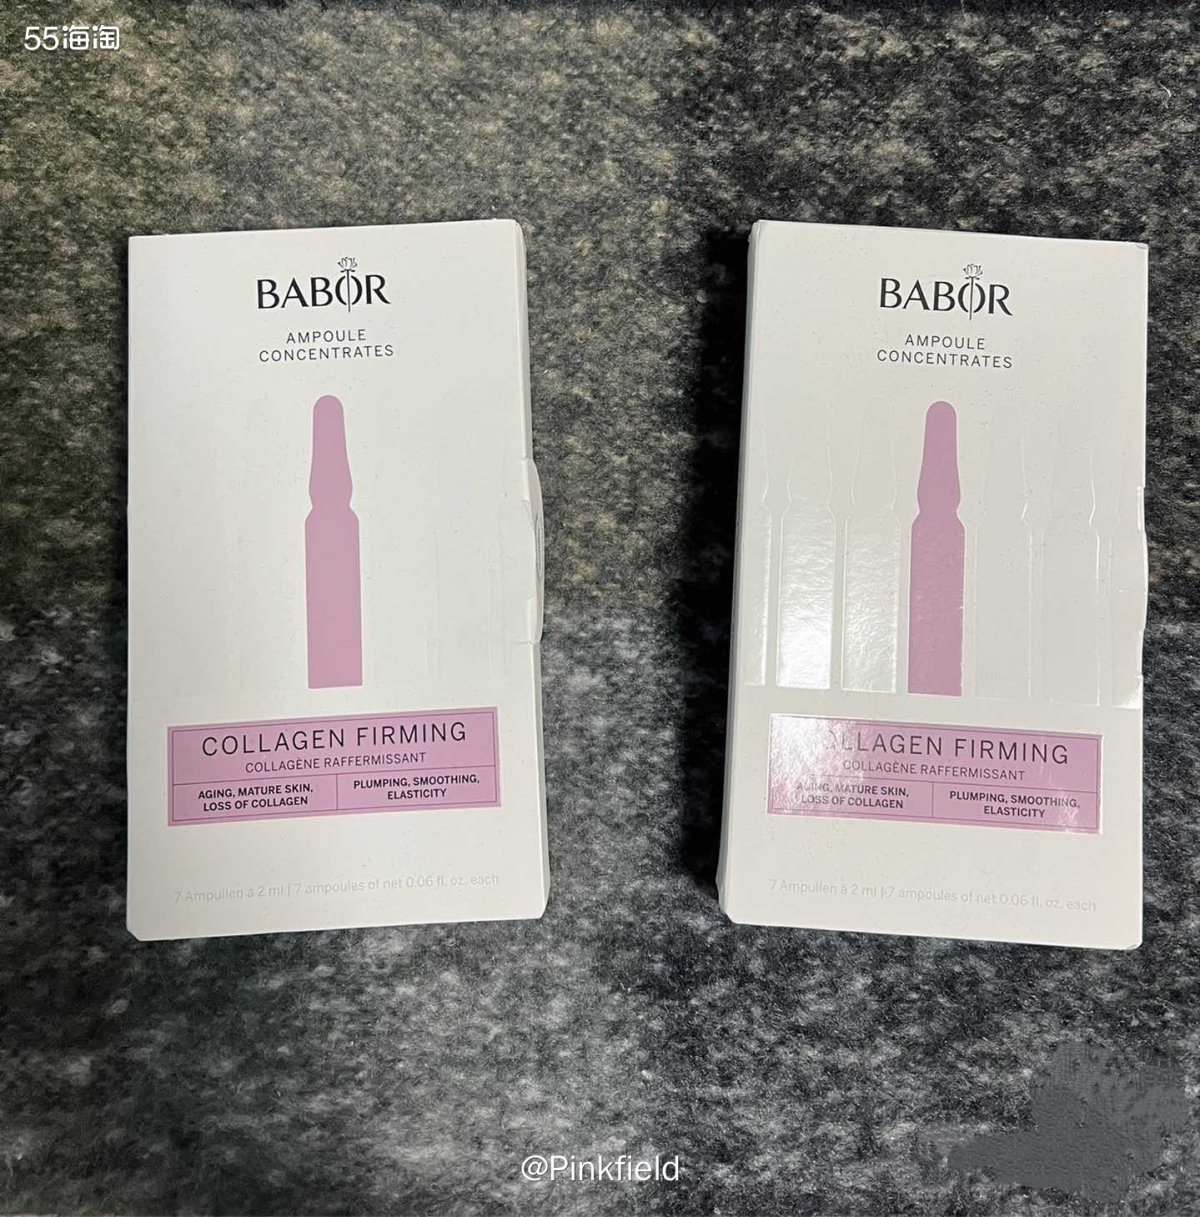 55海淘
BABOR
AMPOULE
CONCENTRATES
COLLAGEN FIRMING
COLLAGÈNE RAFFERMISSANT
AGING, MATURE SKIN,
LOSS OF COLLAGEN
PLUMPING, SMOOTHING,
ELASTICITY
7 Ampullen à 2 ml | 7 ampoules of net 0.06 fl. oz. each
BABOR
AMPOULE
CONCENTRATES
COLLAGEN FIRMING
COLLAGÈNE RAFFERMISSANT
AGING, MATURE SKIN,
LOSS OF COLLAGEN
PLUMPING, SMOOTHING,
ELASTICITY
7 Ampullen à 2 ml | 7 ampoules of net 0.06 fl. oz. each
@Pinkfield